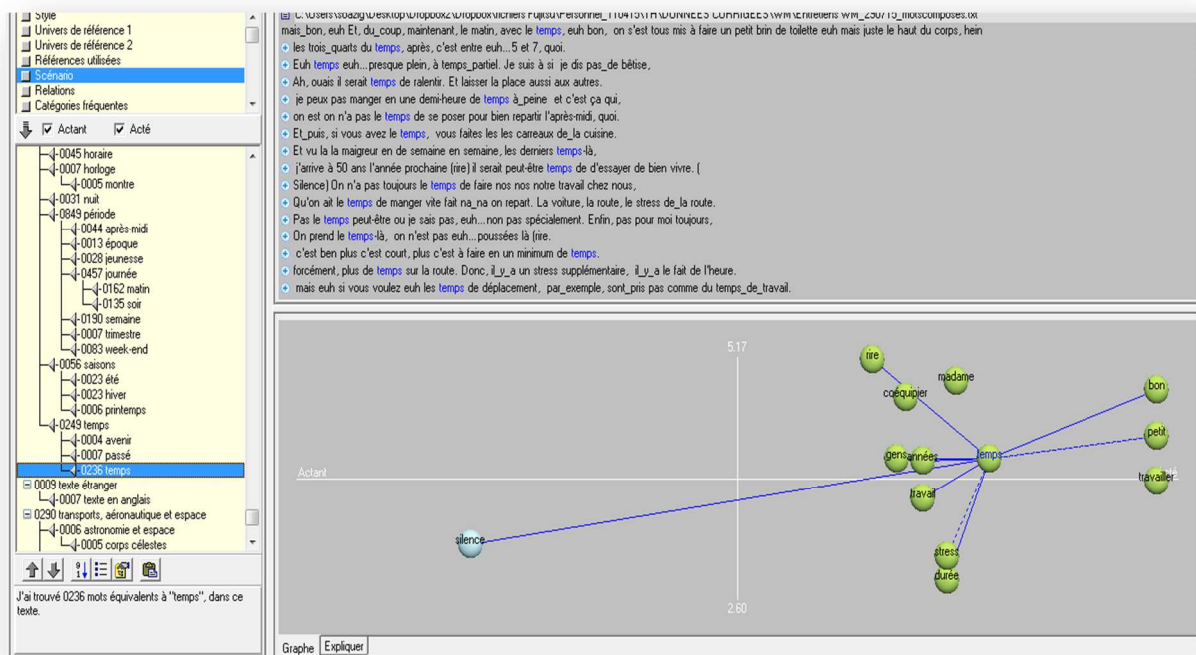 Style
Univers de référence 1
Univers de référence 2
Références utilisées
Scénario
Relations
Catégories fréquentes
Actant Acté
0045 horaire
0007 horloge
0005 montre
0031 nuit
0849 période
0044 après-midi
0013 époque
0028 jeunesse
0457 journée
0162 matin
0135 soir
0190 semaine
0007 trimestre
0083 week-end
0056 saisons
0023 été
0023 hiver
0006 printemps
0249 temps
0004 avenir
0007 passé
0236 temps
0009 texte étranger
0007 texte en anglais
0290 transports, aéronautique et espace
0006 astronomie et espace
0005 corps célestes
J'ai trouvé 0236 mots équivalents à "temps", dans ce
texte.
mais_bon, euh Et, du_coup, maintenant, le matin, avec le temps, euh bon, on s'est tous mis à faire un petit brin de toilette euh mais juste le haut du corps, hein
les trois_quarts du temps, après, c'est entre euh...5 et 7, quoi.
Euh temps euh...presque plein, à temps_partiel. Je suis à si je dis pas_de bêtise,
Ah, ouais il serait temps de ralentir. Et laisser la place aussi aux autres.
je peux pas manger en une demi-heure de temps à_peine et c'est ça qui,
on est on n'a pas le temps de se poser pour bien repartir l'après-midi, quoi.
Et_puis, si vous avez le temps, vous faites les les carreaux de_la cuisine.
Et vu la la maigreur en de semaine en semaine, les derniers temps-là,
j'arrive à 50 ans l'année prochaine (rire) il serait peut-être temps de d'essayer de bien vivre. (
Silence) On n'a pas toujours le temps de faire nos nos notre travail chez nous,
Qu'on ait le temps de manger vite fait na_na on repart. La voiture, la route, le stress de_la route.
Pas le temps peut-être ou je sais pas, euh...non pas spécialement. Enfin, pas pour moi toujours,
On prend le temps-là, on n'est pas euh...poussées là (rire.
c'est ben plus c'est court, plus c'est à faire en un minimum de temps.
forcément, plus de temps sur la route. Donc, il_y_a un stress supplémentaire, il_y_a le fait de l'heure.
mais euh si vous voulez euh les temps de déplacement, par_exemple, sont_pris pas comme du temps_de_travail.
5.17
rire
madame
coéquipier
bon
petit
gens années temps
Actant
travailler
travail
silence
stress
durée
2.60
Graphe Expliquer